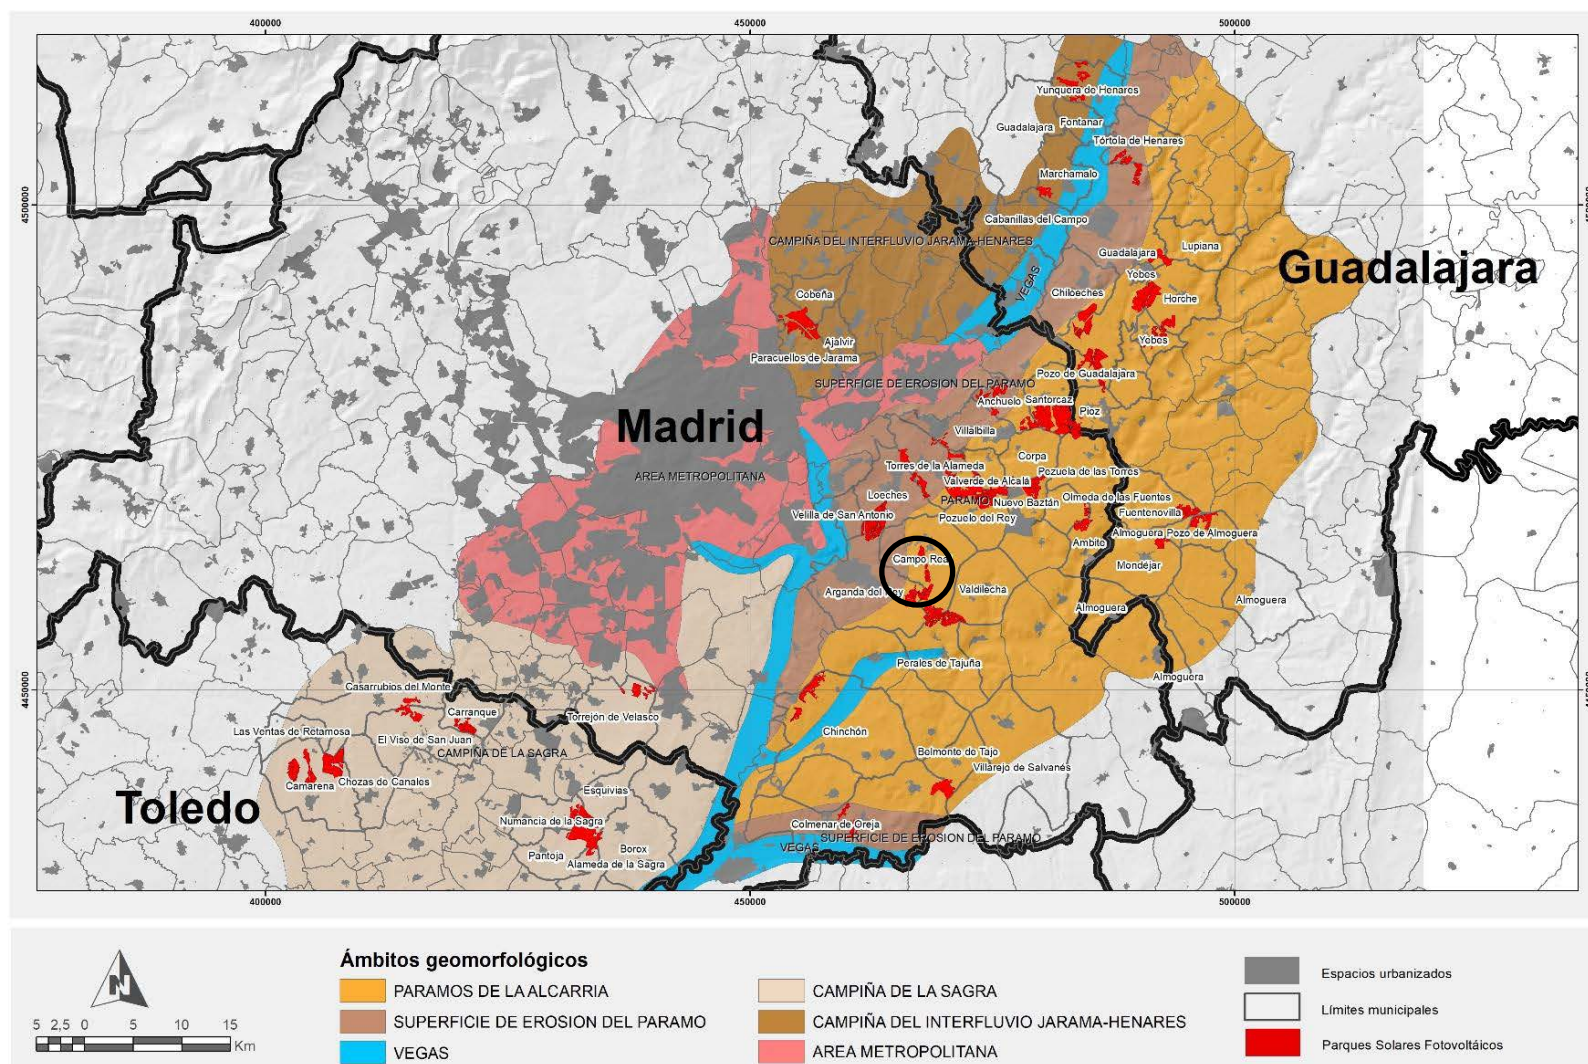 400000
450000
500000
Yunquera de Henares
Fontanar
Guadalajara
Tórtola de Henares
Marchamalo
4500000
Cabanillas del Campo
CAMPIÑA DEL INTERFLUVIO JARAMA-HENARES
Guadalajara
Lupiana
Guadalajara
VEGAS
Yebes
Chiloeches
Horche
Cobeña
Ajalvir
Yebes
Paracuellos de Jarama
Pozo de Guadalajara
SUPERFICIE DE EROSION DEL PARAMO
Anchuelo
Santorcaz
Pioz
Madrid
Villalbilla
Corpa
Torres de la Alameda
Pezuela de las Torres
AREA METROPOLITANA
Valverde de Alcalá
Loeches
PARAMO
Nuevo Baztán
Olmeda de las Fuentes
Velilla de San Antonio
Pozuelo del Rey
Fuentenovilla
Almoguera
Pozo de Almoguera
Ambite
Campo Rea
Mondéjar
Arganda del Rey
Valdilecha
Almoguera
Almoguera
Perales de Tajuña
Almoguera
4450000
Casarrubios del Monte
Carranque
Torrejón de Velasco
Las Ventas de Retamosa
El Viso de San Juan
Chinchón
CAMPIÑA DE LA SAGRA
Belmonte de Tajo
Villarejo de Salvanés
Camarena
Chozas de Canales
Toledo
Esquivias
Numancia de la Sagra
Colmenar de Oreja
SUPERFICIE DE EROSION DEL PARAMO
VEGAS
Borox
Pantoja
Alameda de la Sagra
400000
450000
500000
N
5 2,5 0 5 10 15
Km
Ámbitos geomorfológicos
PARAMOS DE LA ALCARRIA
SUPERFICIE DE EROSION DEL PARAMO
VEGAS
CAMPIÑA DE LA SAGRA
CAMPIÑA DEL INTERFLUVIO JARAMA-HENARES
AREA METROPOLITANA
Espacios urbanizados
Límites municipales
Parques Solares Fotovoltáicos